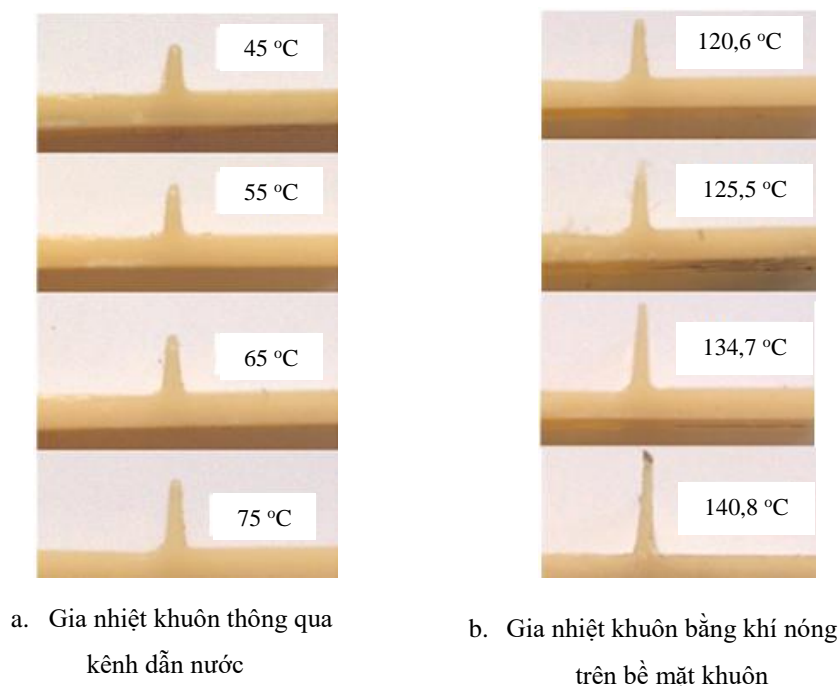 45 °C
55 °C
65 °C
75 °C
a. Gia nhiệt khuôn thông qua
kênh dẫn nước
120,6 °C
125,5 °C
134,7 °C
140,8 °C
b. Gia nhiệt khuôn bằng khí nóng
trên bề mặt khuôn